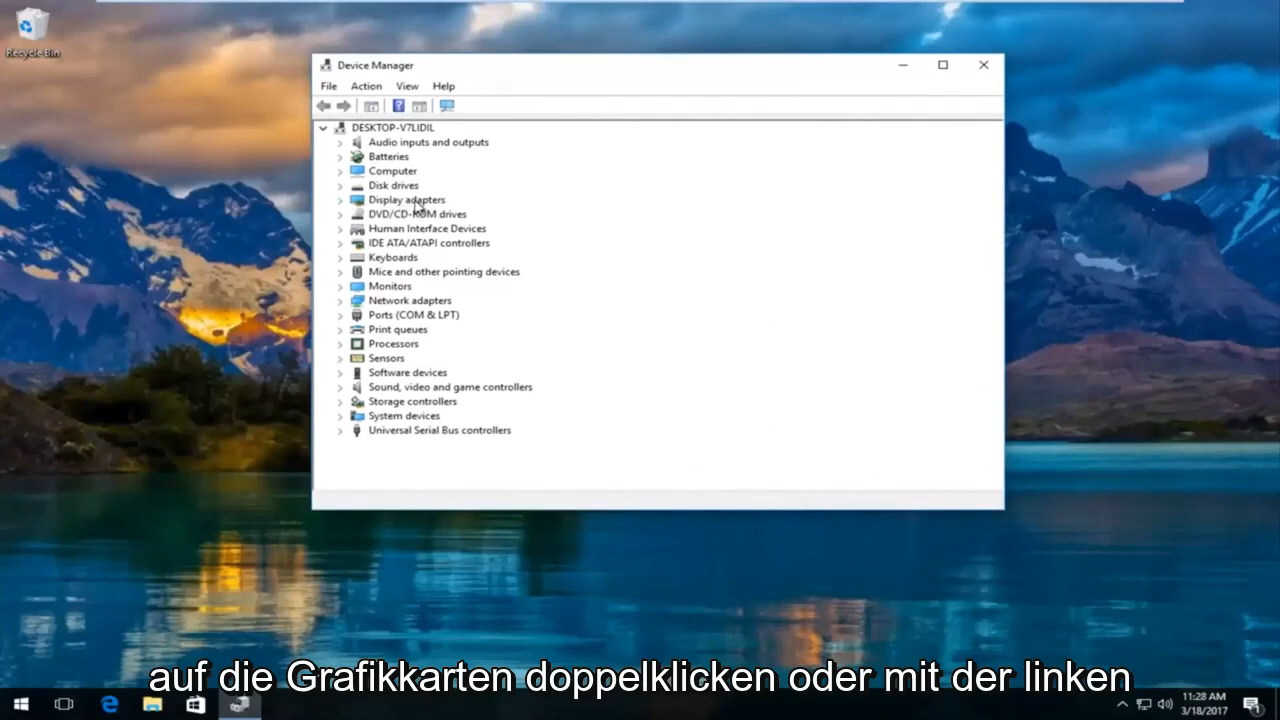 Recycle Bin
Device Manager
File Action View Help
DESKTOP-V7LIDIL
Audio inputs and outputs
Batteries
Computer
Disk drives
Display adapters
DVD/CD-ROM drives
Human Interface Devices
IDE ATA/ATAPI controllers
Keyboards
Mice and other pointing devices
Monitors
Network adapters
Ports (COM & LPT)
Print queues
Processors
Sensors
Software devices
Sound, video and game controllers
Storage controllers
System devices
Universal Serial Bus controllers
auf die Grafikkarten doppelklicken oder mit der linken
11:28 AM
3/18/2017
1